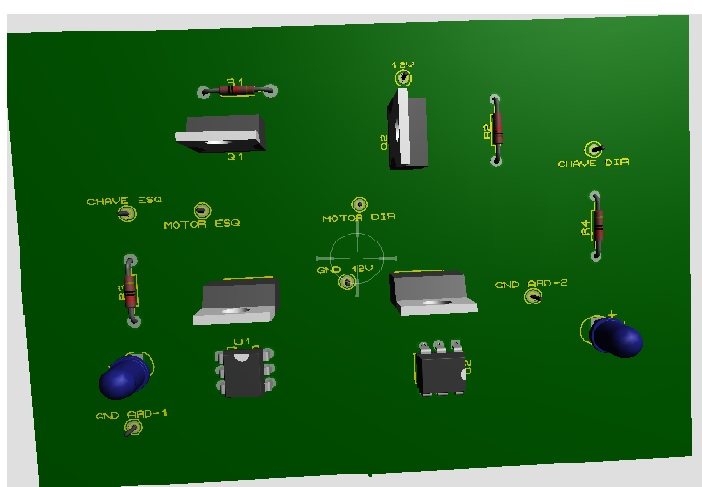 12V
R1
Q2
R2
Q1
CHAVE DIR
CHAVE ESQ
MOTOR ESQ
MOTOR DIR
R4
GND 12V
GND ARD-2
R3
+
U1
U2
GND ARD-1